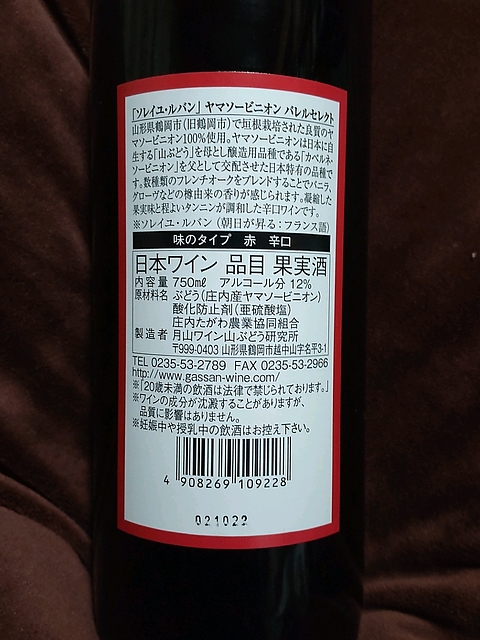 「ソレイユ・ルバン」 ヤマソービニオン バレルセレクト
山形県鶴岡市(旧鶴岡市)で垣根栽培された良質のヤ
マソービニオン100%使用。ヤマソービニオンは日本に自
生する「山ぶどう」を母とし醸造用品種である「カベルネ・
ソービニオン」を父として交配させた日本特有の品種で
す。数種類のフレンチオークをブレンドすることでバニラ、
グローヴなどの樽由来の香りが感じられます。凝縮した
果実味と程よいタンニンが調和した辛口ワインです。
※ソレイユ・ルバン (朝日が昇る:フランス語)
味のタイプ 赤 辛口
日本ワイン 品目 果実酒
内容量 750mℓ アルコール分 12%
原材料名 ぶどう(庄内産ヤマソービニオン)
酸化防止剤(亜硫酸塩)
庄内たがわ農業協同組合
製造者 月山ワイン山ぶどう研究所
〒999-0403 山形県鶴岡市越中山字名平3-1
TEL 0235-53-2789 FAX 0235-53-2966
http://www.gassan-wine.com/
※「20歳未満の飲酒は法律で禁じられております。」
※ワインの成分が沈澱することがありますが、
品質に影響はありません。
※妊娠中や授乳中の飲酒はお控え下さい。
4 908269 109228
021022